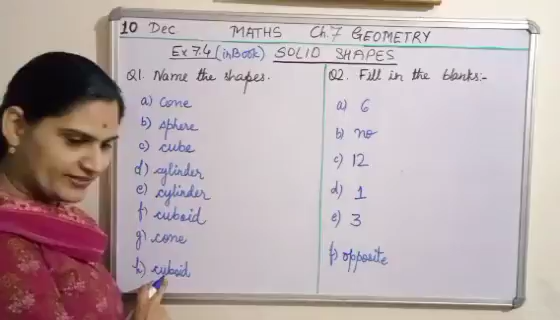 10 Dec. MATHS Ch.7 GEOMETRY
Ex 7.4 (in Book) SOLID SHAPES
Q1. Name the shapes.
a) cone
b) sphere
c) cube
d) cylinder
e) cylinder
f) cuboid
g) cone
h) cuboid
Q2. Fill in the blanks:-
a) 6
b) no
c) 12
d) 1
e) 3
f) opposite